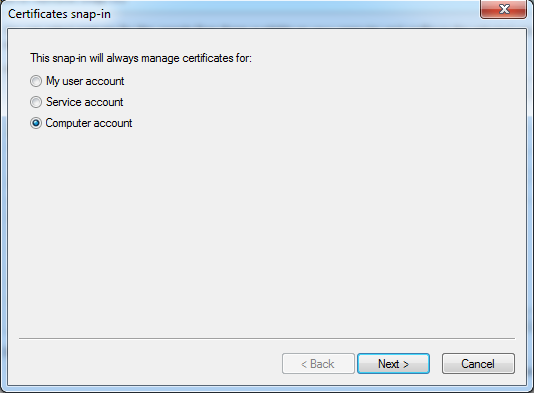 Certificates snap-in
This snap-in will always manage certificates for:
My user account
Service account
Computer account
< Back Next > Cancel